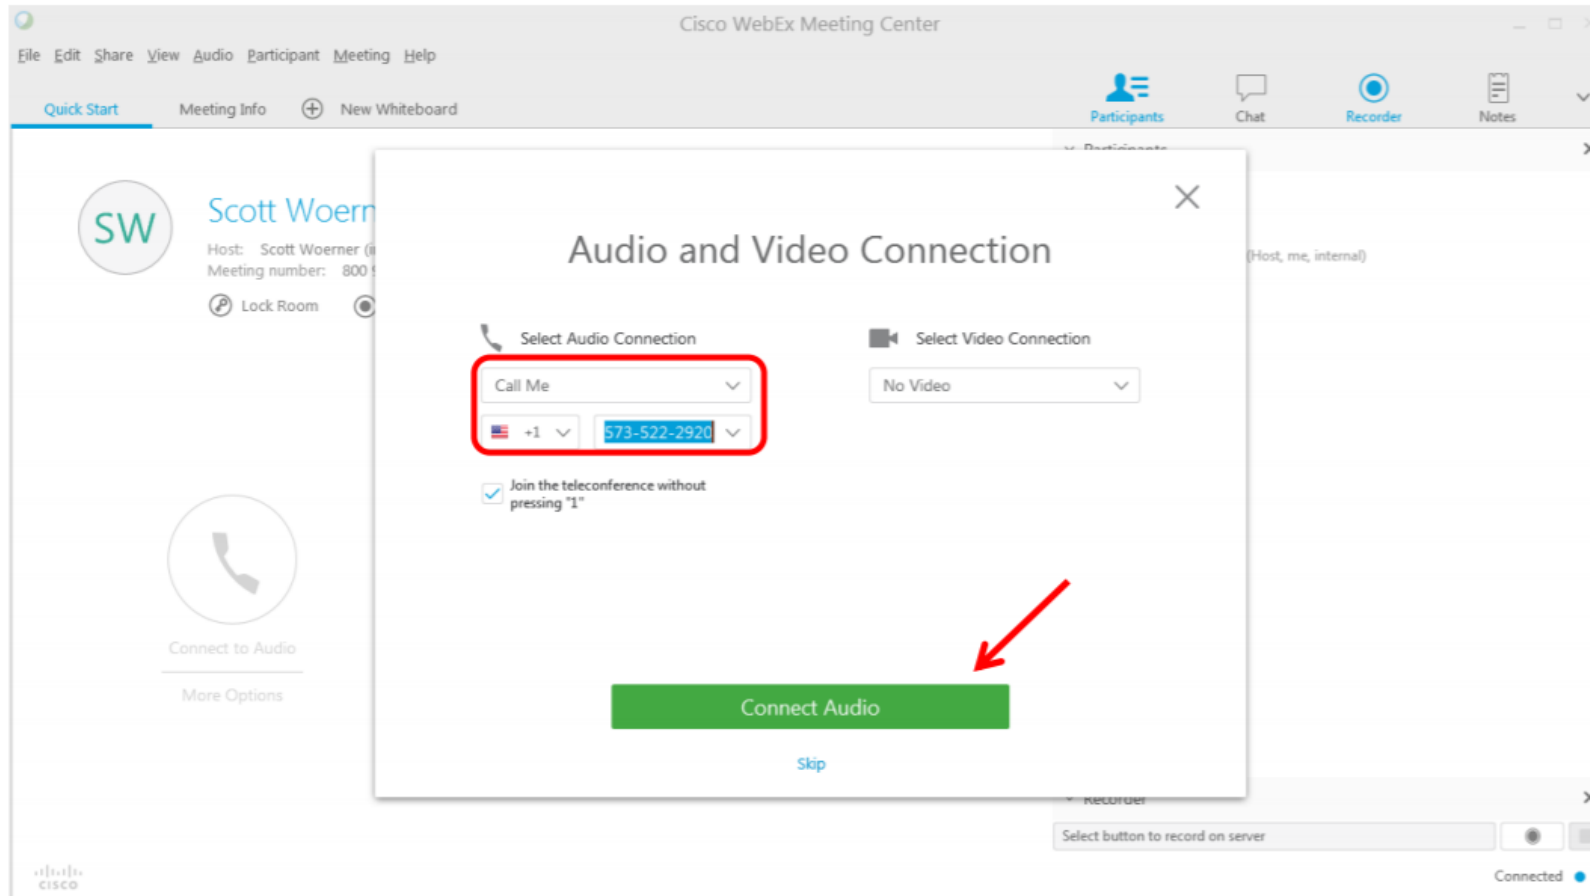 Cisco WebEx Meeting Center
File Edit Share View Audio Participant Meeting Help
Quick Start Meeting Info New Whiteboard
Participants Chat Recorder Notes
Participants
SW
Scott Woern
Host: Scott Woerner
Meeting number: 800
Lock Room
(Host, me, internal)
Audio and Video Connection
Select Audio Connection
Call Me
+1 573-522-2920
Join the teleconference without
pressing "1"
Select Video Connection
No Video
Connect to Audio
More Options
Connect Audio
Skip
Recorder
Select button to record on server
CISCO
Connected